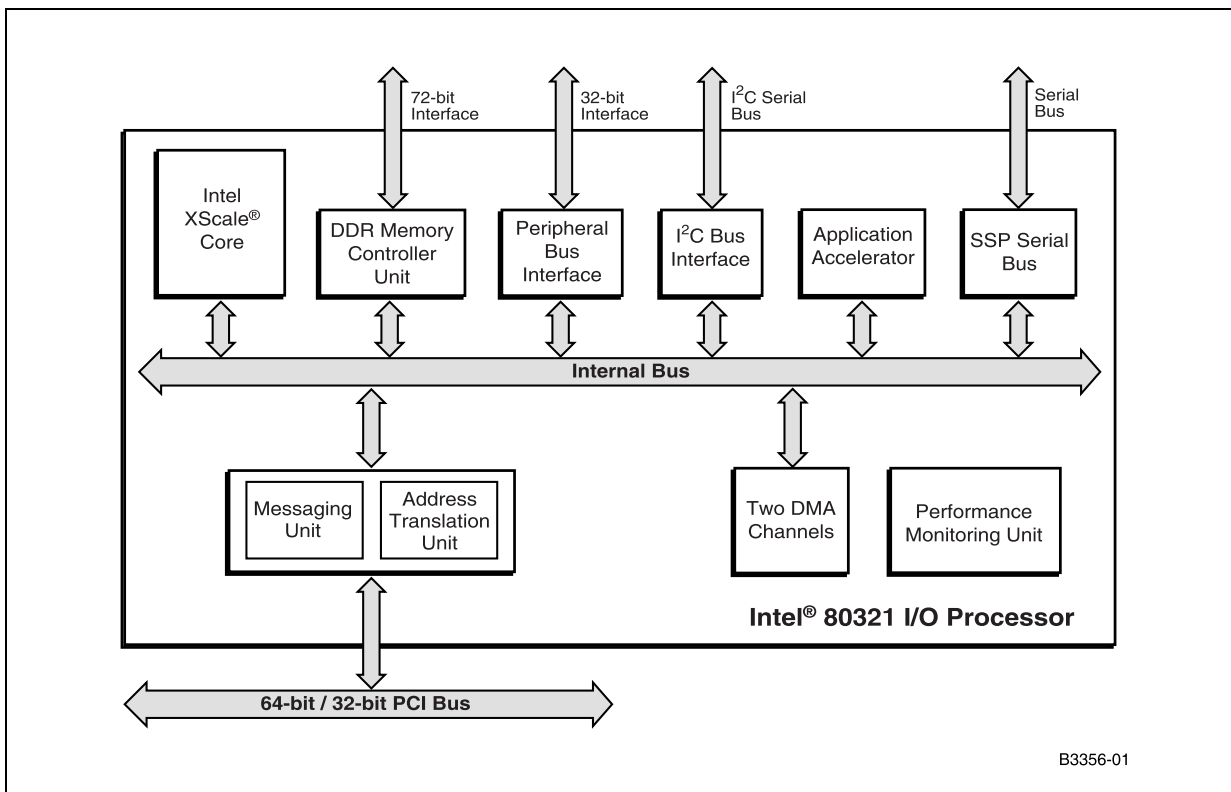 72-bit
Interface
32-bit
Interface
I²C Serial
Bus
Serial
Bus
Intel
XScale®
Core
DDR Memory
Controller
Unit
Peripheral
Bus
Interface
I²C Bus
Interface
Application
Accelerator
SSP Serial
Bus
Internal Bus
Messaging
Unit
Address
Translation
Unit
Two DMA
Channels
Performance
Monitoring Unit
Intel® 80321 I/O Processor
64-bit / 32-bit PCI Bus
B3356-01